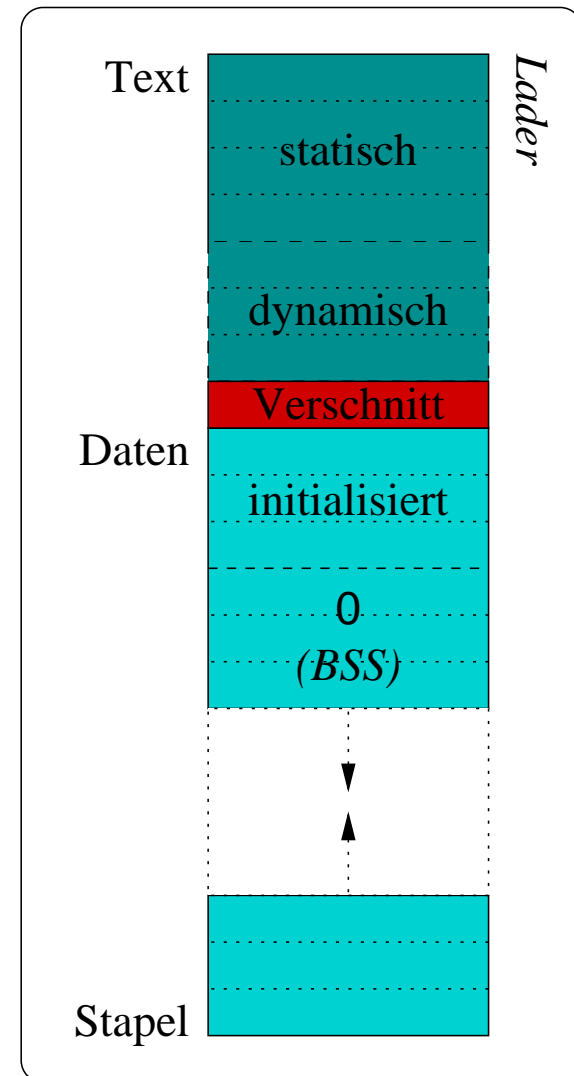 Text
Lader
statisch
dynamisch
Verschnitt
Daten
initialisiert
0
(BSS)
Stapel